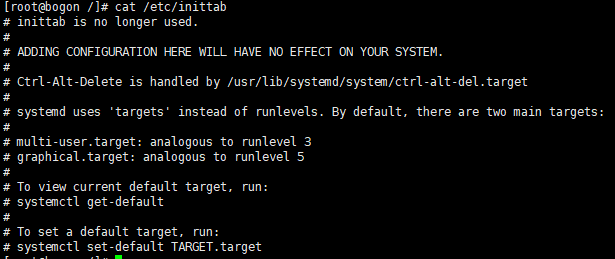 [root@bogon /]# cat /etc/inittab
# inittab is no longer used.
#
# ADDING CONFIGURATION HERE WILL HAVE NO EFFECT ON YOUR SYSTEM.
#
# Ctrl-Alt-Delete is handled by /usr/lib/systemd/system/ctrl-alt-del.target
#
# systemd uses 'targets' instead of runlevels. By default, there are two main targets:
#
# multi-user.target: analogous to runlevel 3
# graphical.target: analogous to runlevel 5
#
# To view current default target, run:
# systemctl get-default
#
# To set a default target, run:
# systemctl set-default TARGET.target
[root@bogon /]#